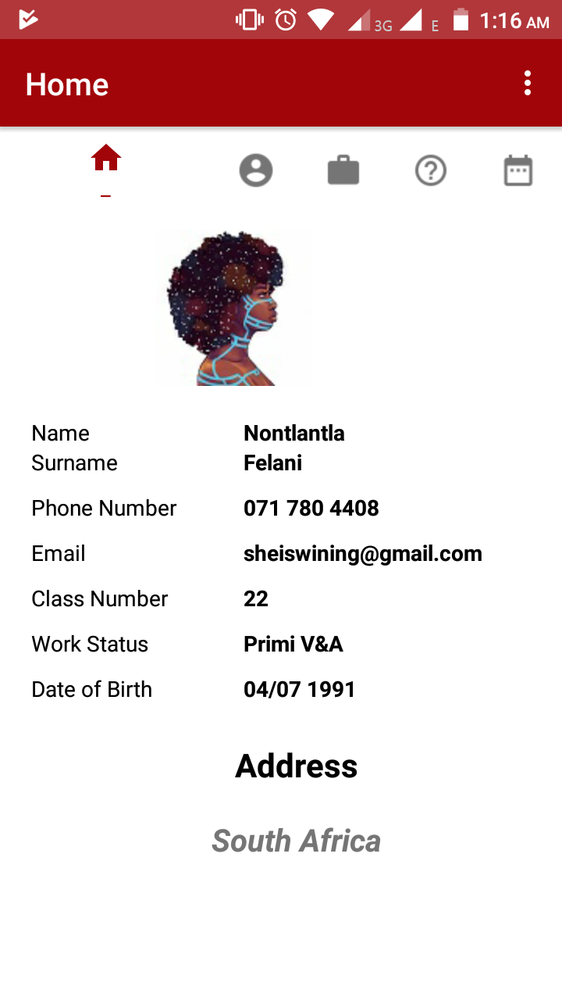 3G E 1:16 AM
Home
Name Nontlantla
Surname Felani
Phone Number 071 780 4408
Email sheiswining@gmail.com
Class Number 22
Work Status Primi V&A
Date of Birth 04/07 1991
Address
South Africa